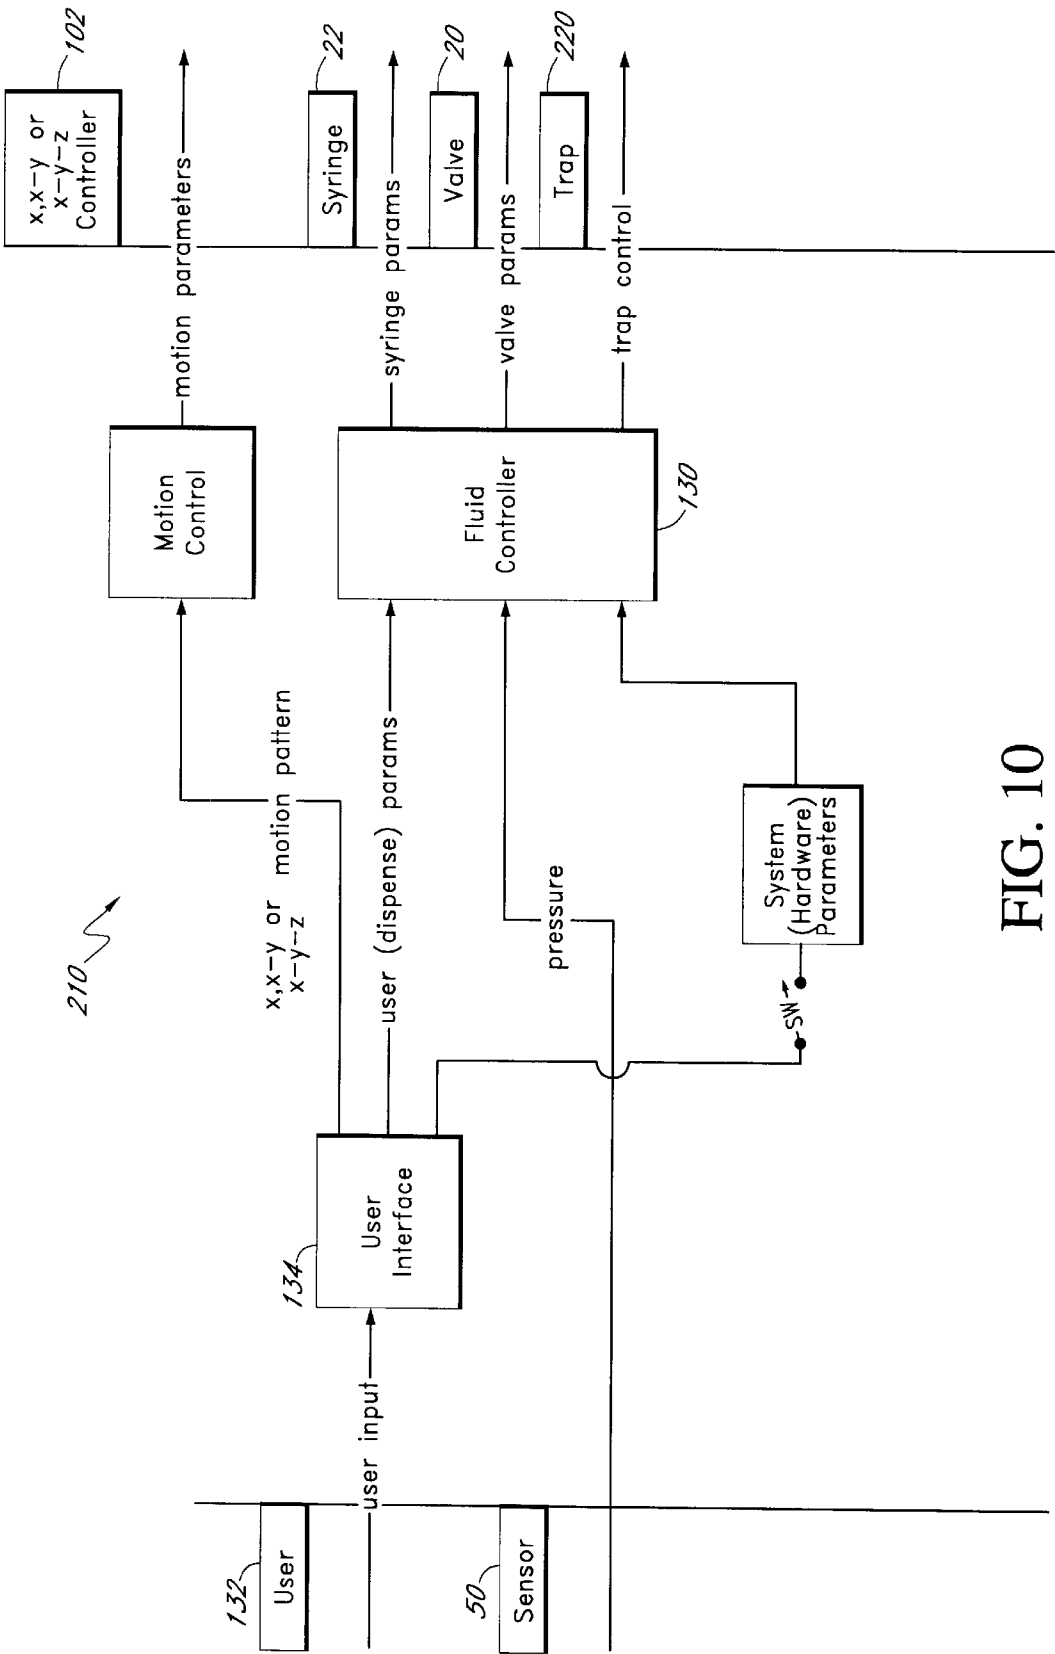 132
User
user input
50
Sensor
134
User
Interface
210
x,x-y or
x-y-z
motion pattern
user (dispense) params
pressure
SW
System
(Hardware)
Parameters
Motion
Control
Fluid
Controller
130
motion parameters
syringe params
valve params
trap control
x,x-y or
x-y-z
Controller
102
Syringe
22
Valve
20
Trap
220
FIG. 10